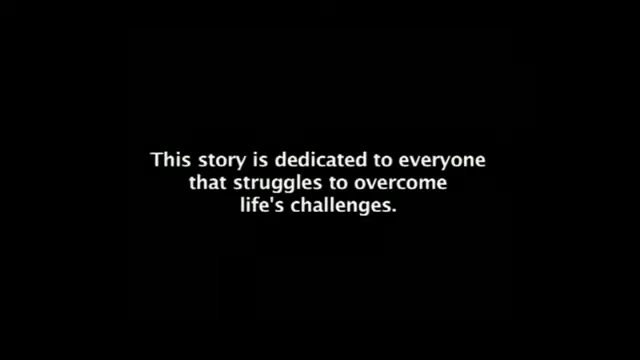 This story is dedicated to everyone
that struggles to overcome
life's challenges.